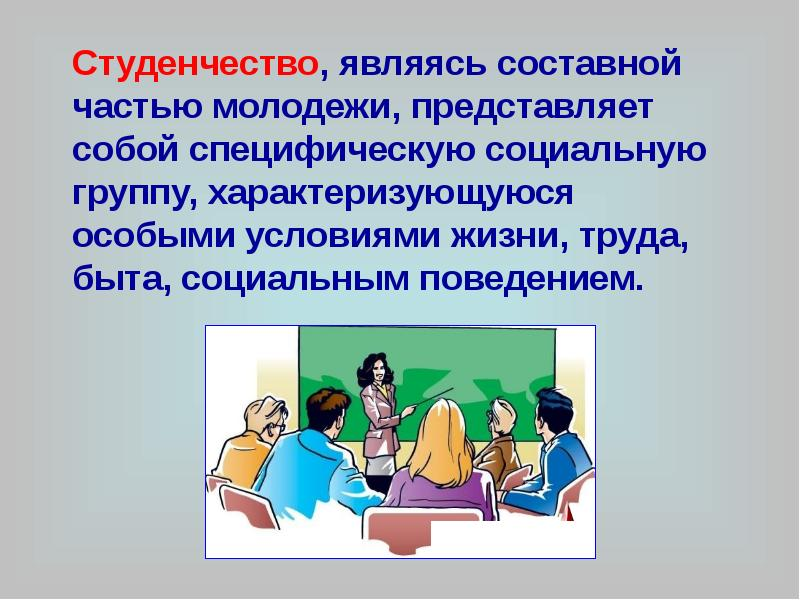 Студенчество, являясь составной
частью молодежи, представляет
собой специфическую социальную
группу, характеризующуюся
особыми условиями жизни, труда,
быта, социальным поведением.